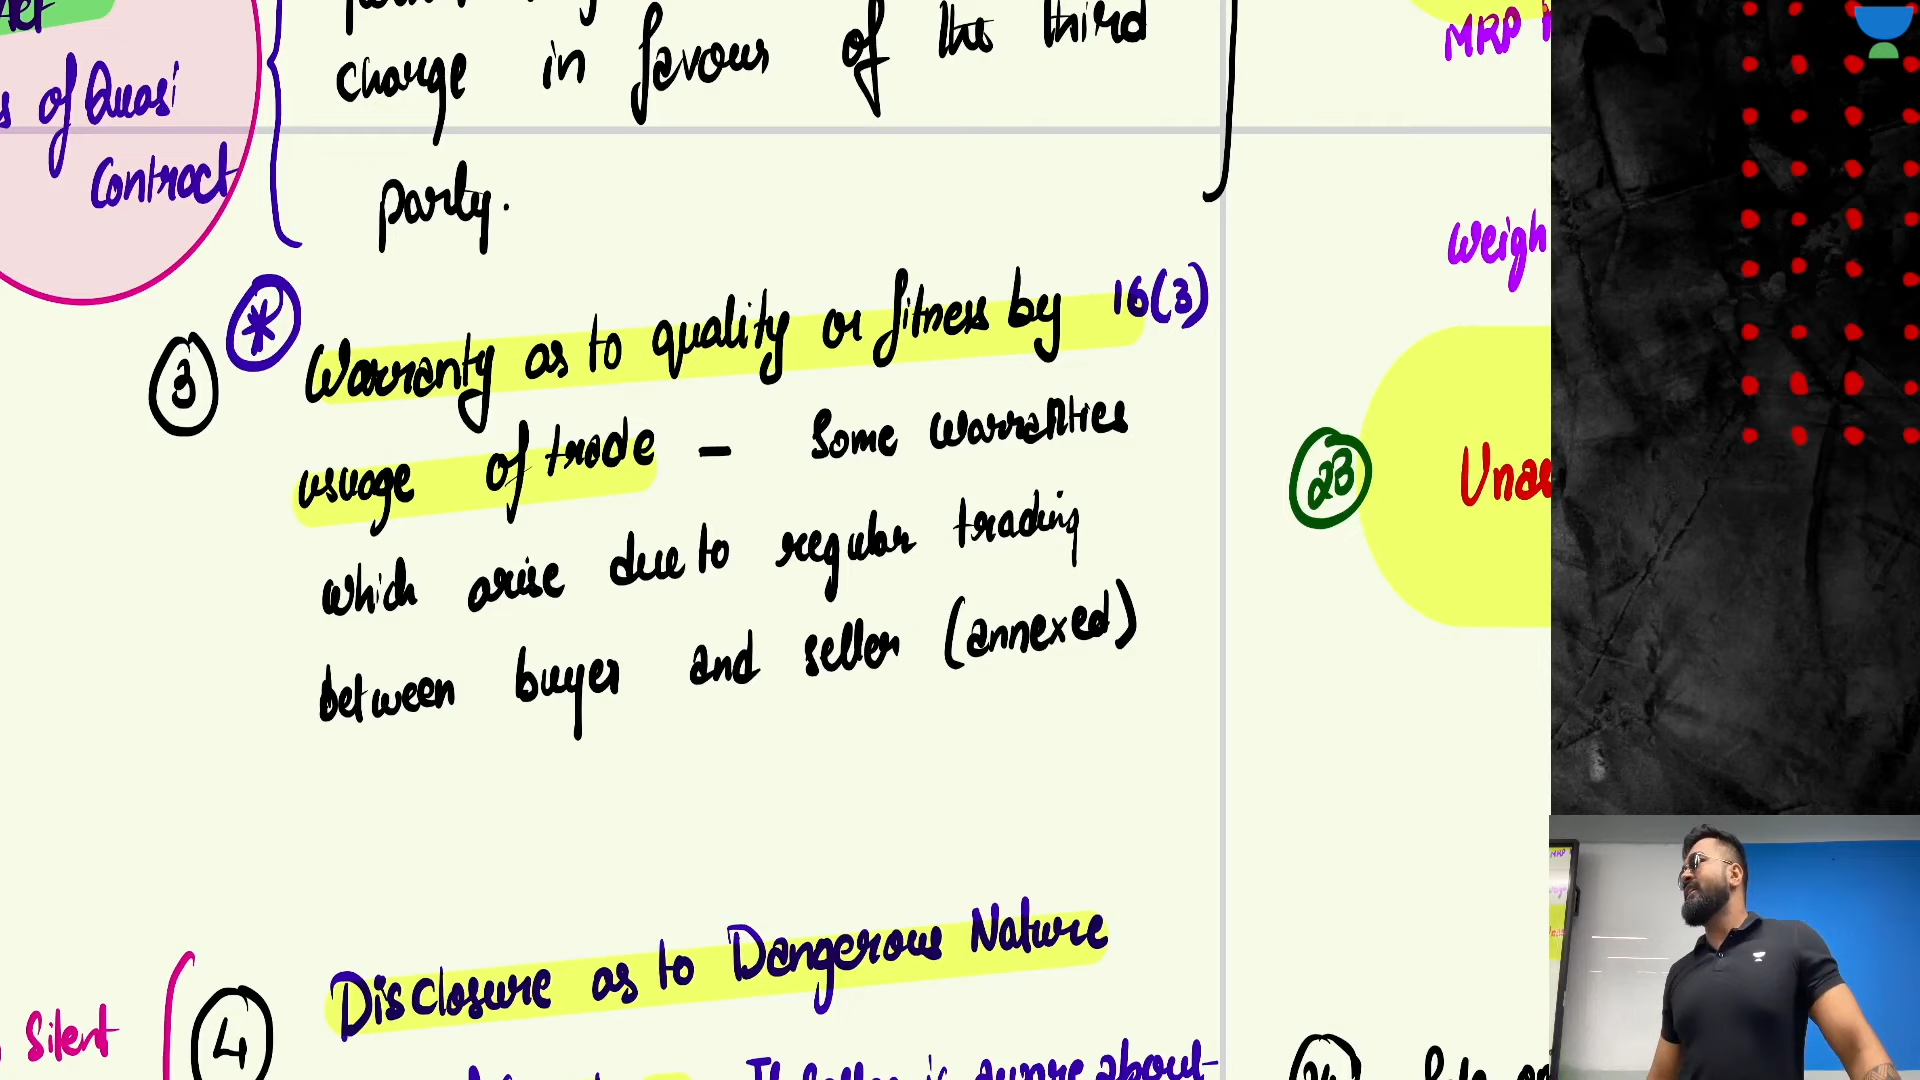 of Quasi
Contract
charge in favour of the third
party.
3 * Warranty as to quality or fitness by 16(3)
usuage of trade – Some warranties
which arise due to regular trading
between buyer and seller (annexed)
4 Disclosure as to Dangerous Nature
Silent
MRP
Weigh
23